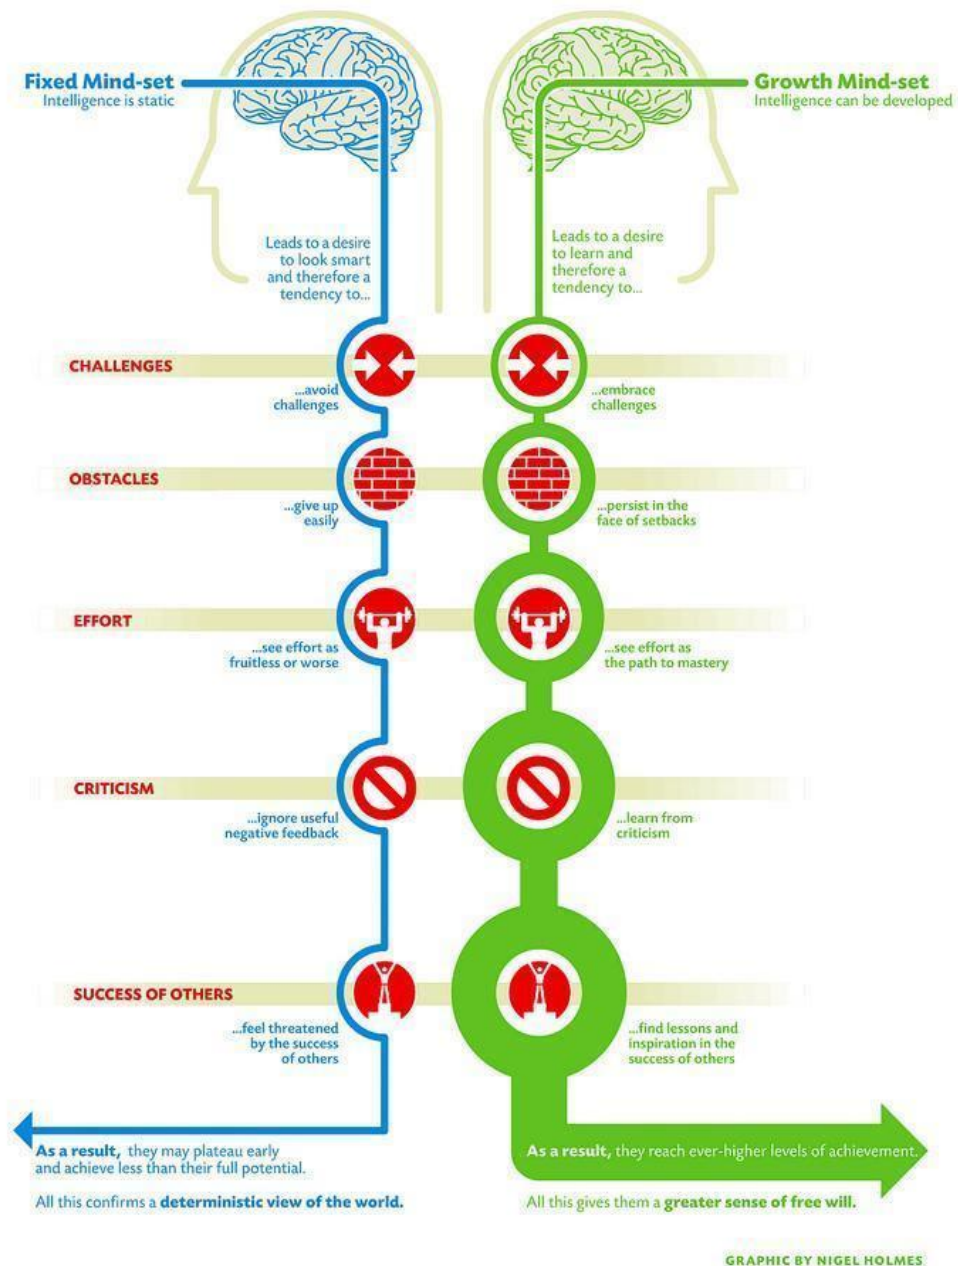 Fixed Mind-set
Intelligence is static
Growth Mind-set
Intelligence can be developed
Leads to a desire
to look smart
and therefore a
tendency to...
Leads to a desire
to learn and
therefore a
tendency to...
CHALLENGES
...avoid
challenges
...embrace
challenges
OBSTACLES
...give up
easily
...persist in the
face of setbacks
EFFORT
...see effort as
fruitless or worse
...see effort as
the path to mastery
CRITICISM
...ignore useful
negative feedback
...learn from
criticism
SUCCESS OF OTHERS
...feel threatened
by the success
of others
...find lessons and
inspiration in the
success of others
As a result, they may plateau early
and achieve less than their full potential.
All this confirms a deterministic view of the world.
As a result, they reach ever-higher levels of achievement.
All this gives them a greater sense of free will.
GRAPHIC BY NIGEL HOLMES